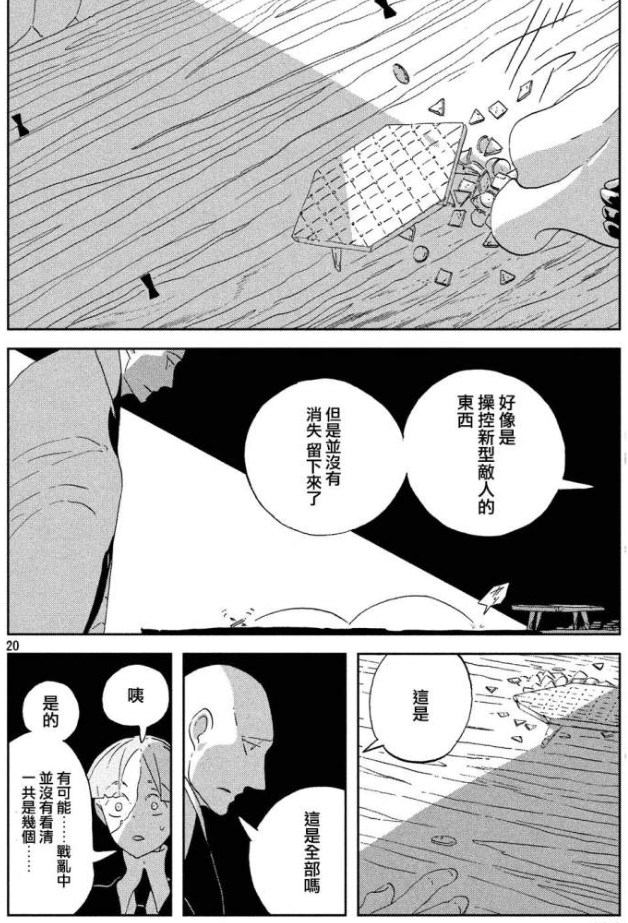 好像是
操控新型敵人的
東西
但是並沒有
消失 留下來了
20
這是
這是全部嗎
咦
是的
有可能……戰亂中
並沒有看清
一共是幾個……